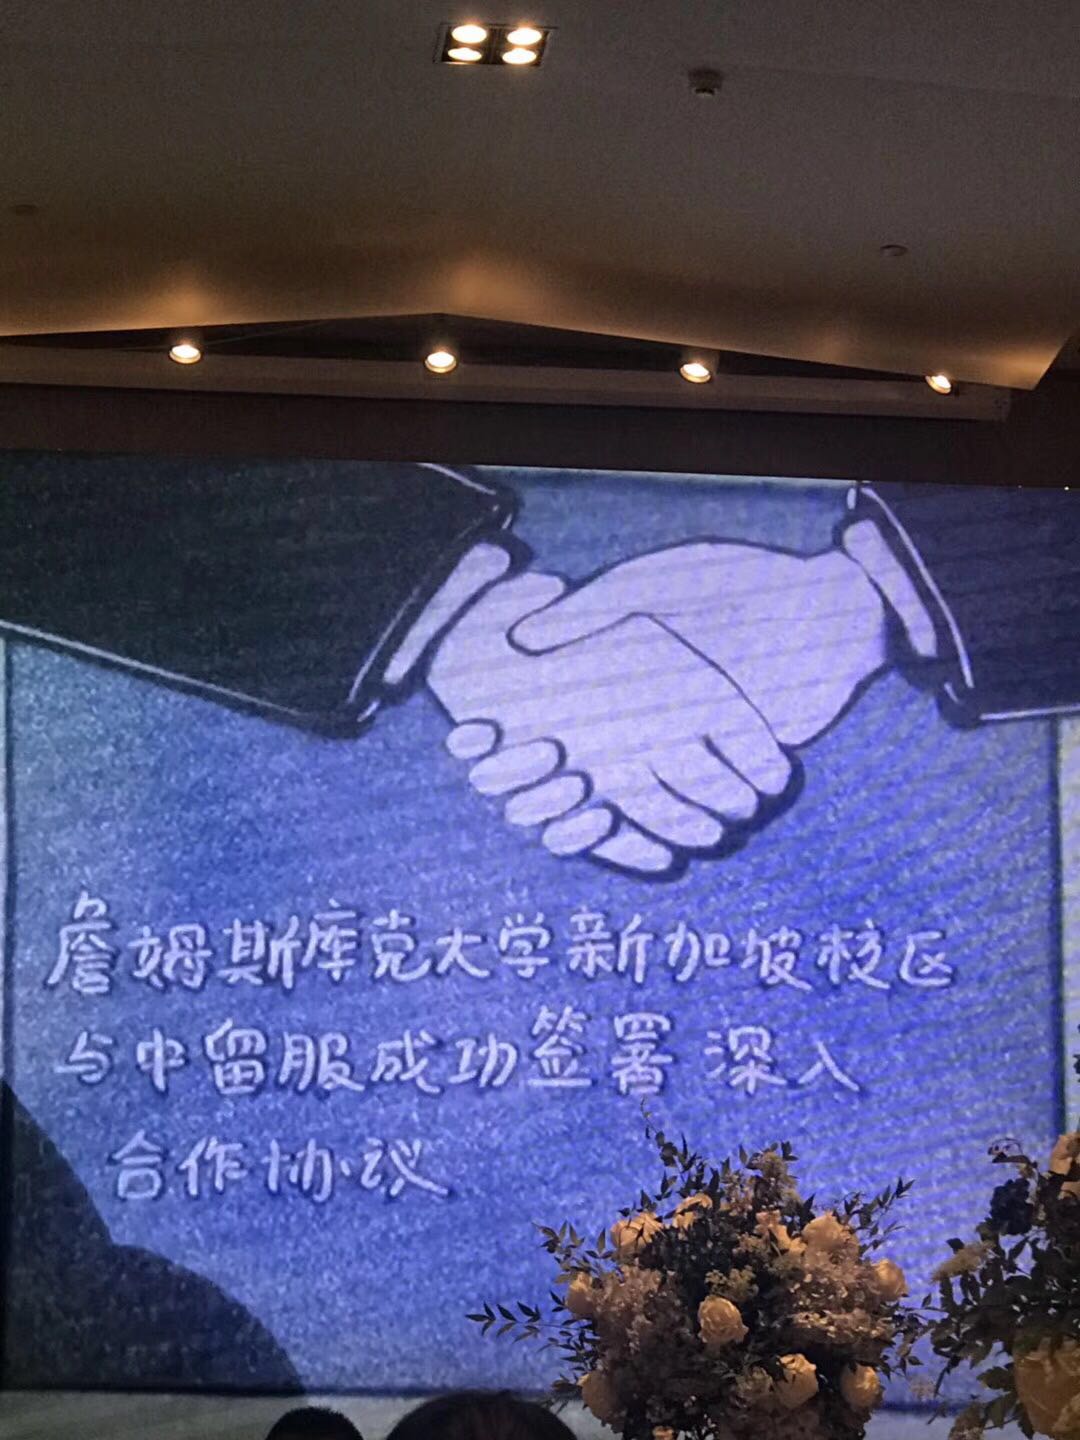 詹姆斯库克大学新加坡校区
与中留服成功签署深入
合作协议